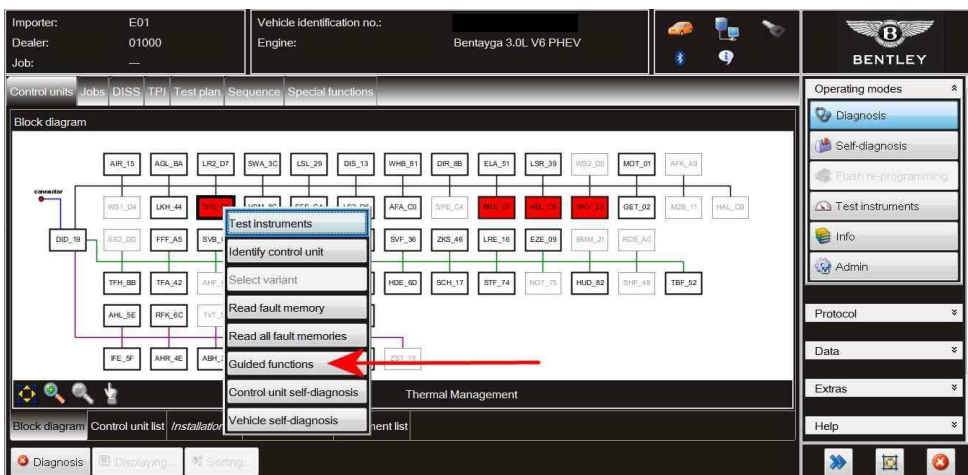 Importer: E01
Dealer: 01000
Job: ---
Vehicle identification no.:
Engine: Bentayga 3.0L V6 PHEV
B
BENTLEY
Control units Jobs DISS TPI Test plan Sequence Special functions
Block diagram
AIR_15 AGL_BA LR2_D7 SWA_3C LSL_29 DIS_13 WHB_81 DIR_8B ELA_51 LSR_39 WS2_D5 MOT_01 AFK_A9
connector
WS1_D4 LKH_44 AFA_C0 SPE_C4 GET_02 M2B_11 HAL_CB
DID_19 SS2_DD FFF_A5 SVF_36 ZKS_46 LRE_16 EZE_09 BMM_21 RDS_AC
TFH_BB TFA_42 HDE_6D SCH_17 STF_74 NOT_75 HUD_82 SHF_48 TBF_52
AHL_5E RFK_6C
IFE_5F AHR_4E
Test instruments
Identify control unit
Select variant
Read fault memory
Read all fault memories
Guided functions
Control unit self-diagnosis
Vehicle self-diagnosis
Thermal Management
Block diagram Control unit list Installation
Diagnosis Displaying... Sorting...
Operating modes
Diagnosis
Self-diagnosis
Flash re-programming
Test instruments
Info
Admin
Protocol
Data
Extras
Help